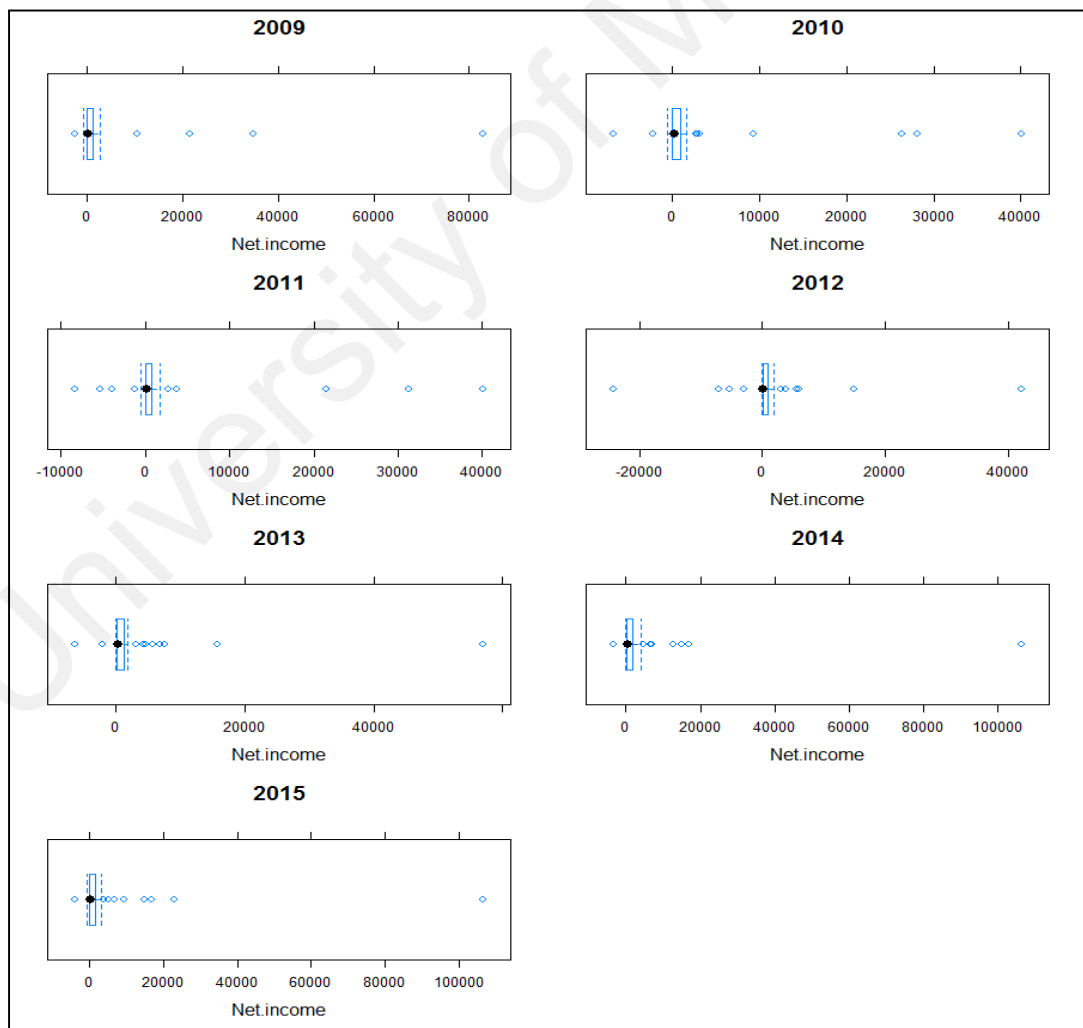 2009 2010
0 20000 40000 60000 80000 0 10000 20000 30000 40000
Net.income Net.income
2011 2012
-10000 0 10000 20000 30000 40000 -20000 0 20000 40000
Net.income Net.income
2013 2014
0 20000 40000 0 20000 40000 60000 80000 100000
Net.income Net.income
2015
0 20000 40000 60000 80000 100000
Net.income
University of M